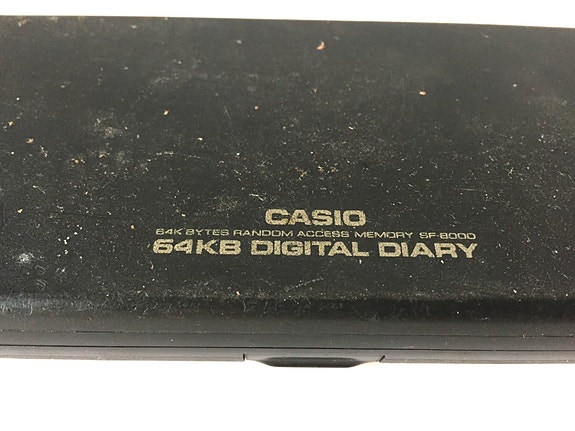 CASIO
64K BYTES RANDOM ACCESS MEMORY SF-8000
64KB DIGITAL DIARY